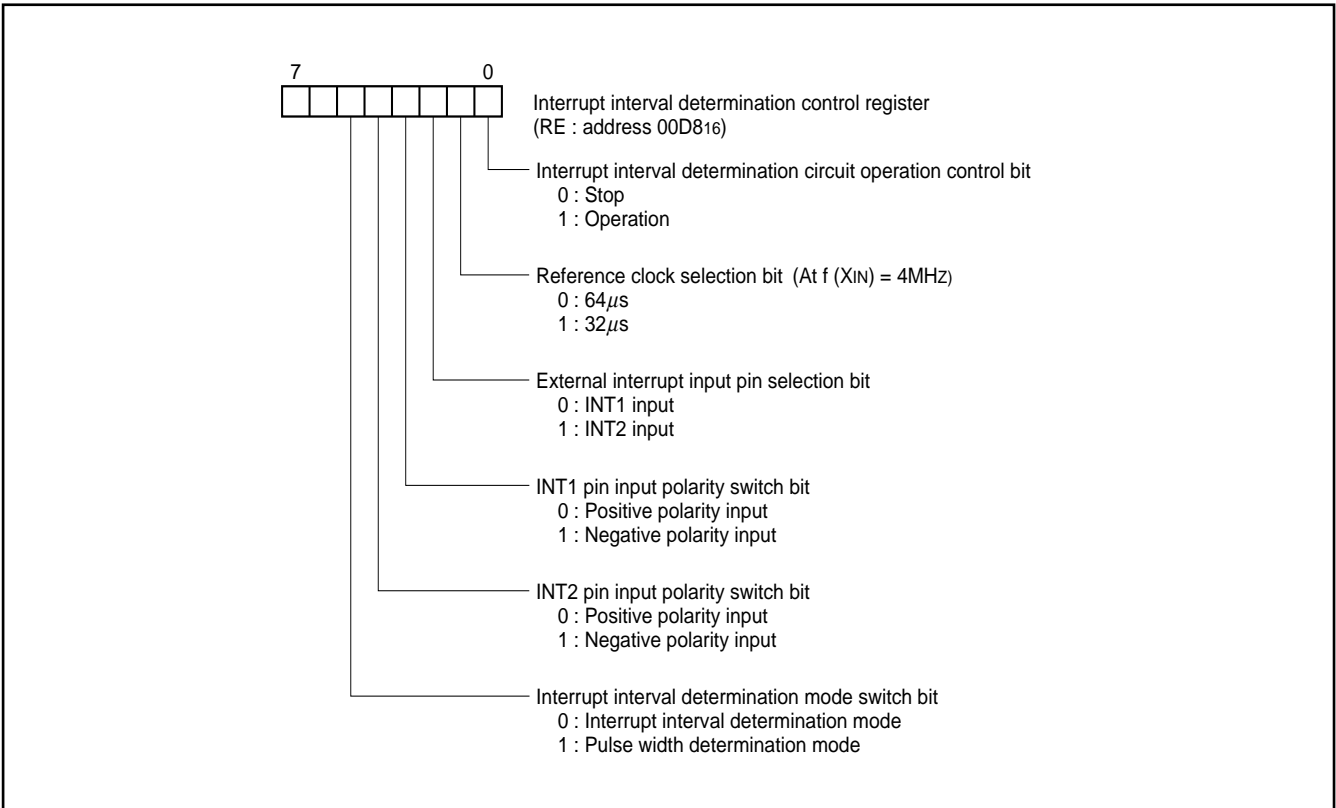 7 0
Interrupt interval determination control register
(RE : address 00D816)
Interrupt interval determination circuit operation control bit
0 : Stop
1 : Operation
Reference clock selection bit (At f (XIN) = 4MHZ)
0 : 64μs
1 : 32μs
External interrupt input pin selection bit
0 : INT1 input
1 : INT2 input
INT1 pin input polarity switch bit
0 : Positive polarity input
1 : Negative polarity input
INT2 pin input polarity switch bit
0 : Positive polarity input
1 : Negative polarity input
Interrupt interval determination mode switch bit
0 : Interrupt interval determination mode
1 : Pulse width determination mode